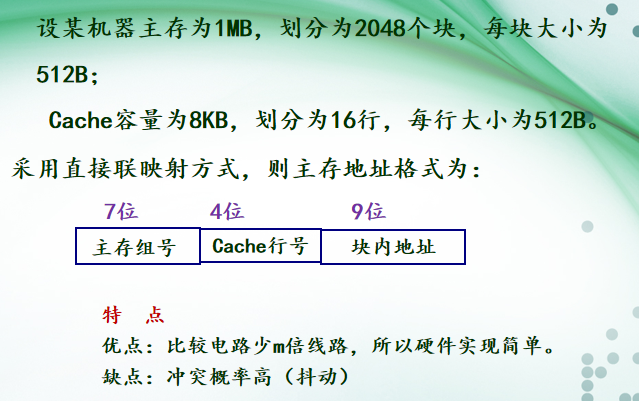 设某机器主存为1MB，划分为2048个块，每块大小为
512B；
Cache容量为8KB，划分为16行，每行大小为512B。
采用直接联映射方式，则主存地址格式为：
7位 4位 9位
主存组号 Cache行号 块内地址
特 点
优点：比较电路少m倍线路，所以硬件实现简单。
缺点：冲突概率高（抖动）